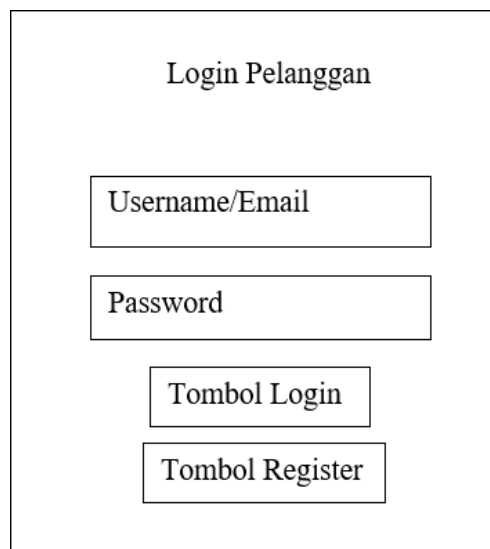 Login Pelanggan
Username/Email
Password
Tombol Login
Tombol Register